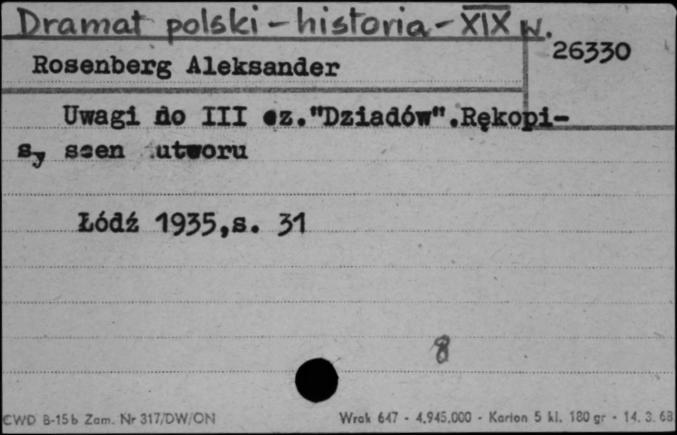 Dramat polski - historia - XIX w.
26330
Rosenberg Aleksander
Uwagi do III cz."Dziadów".Rękopi-
sy scen utworu
Łódź 1935,s. 31
8
CWD B-15b Zam. Nr 317/DW/ON Wrak 647 - 4.945.000 - Karton 5 kl. 180 gr - 14. 3. 68